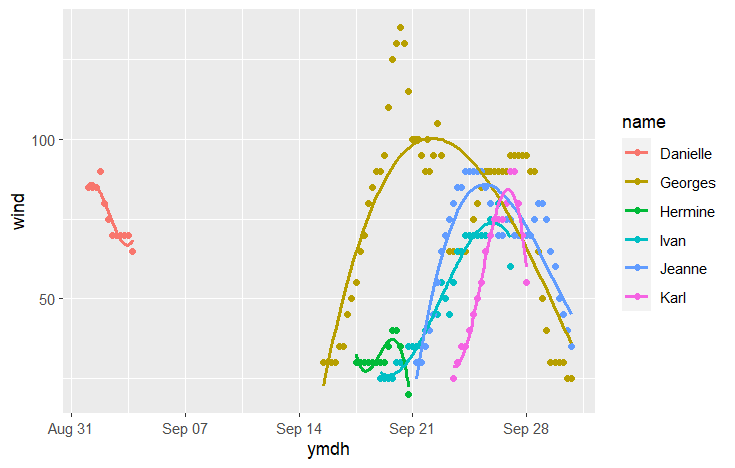 wind
100
50
Aug 31 Sep 07 Sep 14 Sep 21 Sep 28
ymdh
name
Danielle
Georges
Hermine
Ivan
Jeanne
Karl